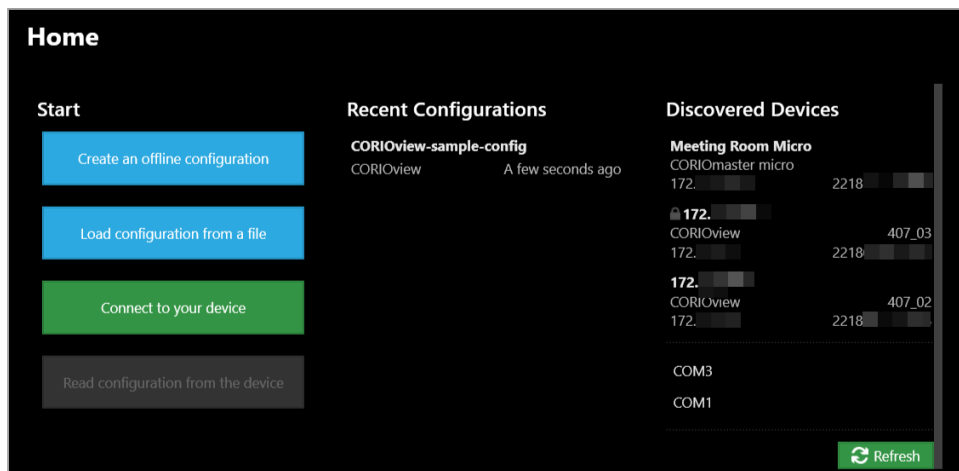 Home
Start
Create an offline configuration
Load configuration from a file
Connect to your device
Read configuration from the device
Recent Configurations
CORIOview-sample-config
CORIOview A few seconds ago
Discovered Devices
Meeting Room Micro
CORIOmaster micro
172. 2218
172.
CORIOview 407_03
172. 2218
172.
CORIOview 407_02
172. 2218
COM3
COM1
Refresh